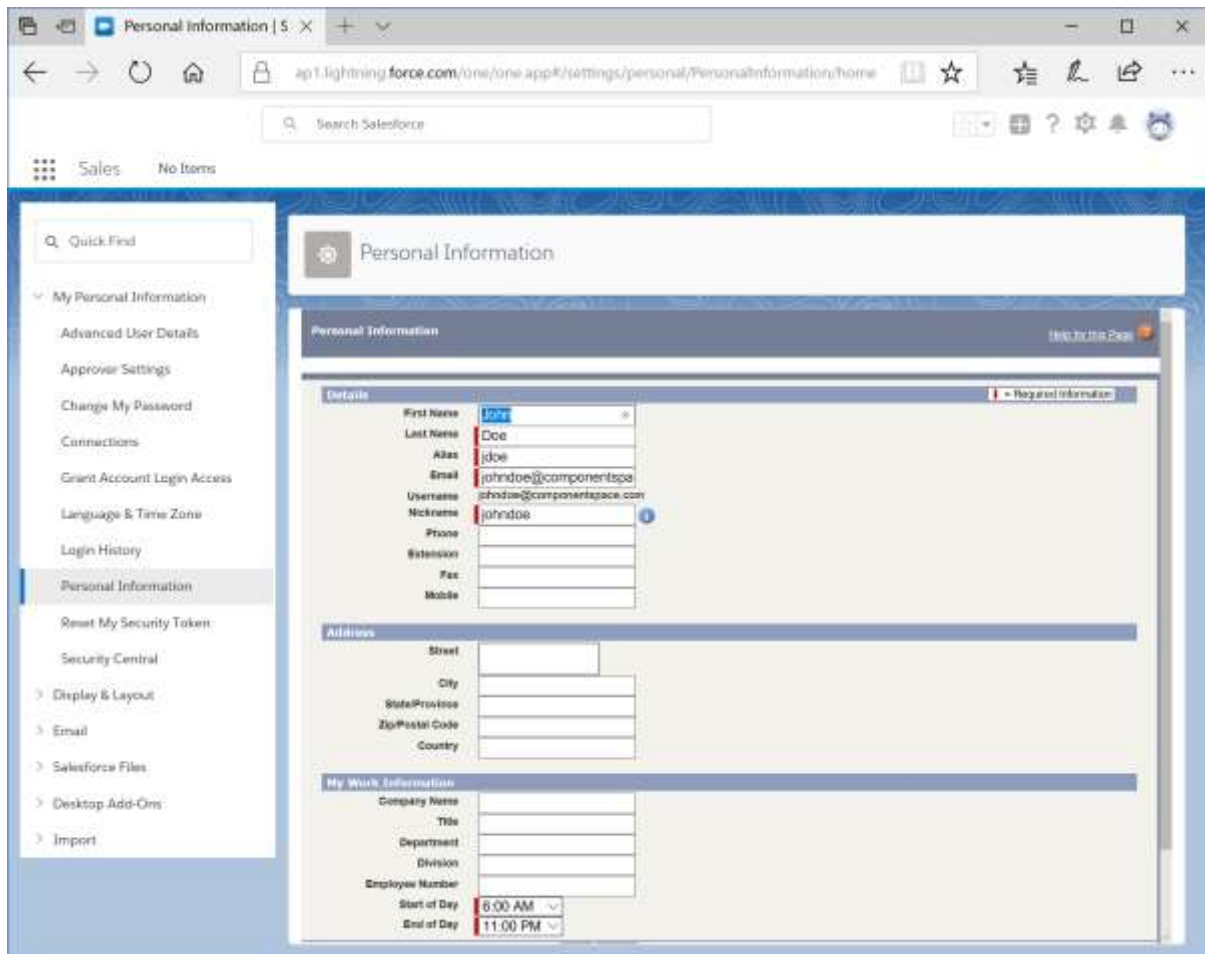 Personal Information | S
ap1.lightning.force.com/one/one.app#/settings/personal/PersonalInformation/home
Search Salesforce
Sales No Items
Quick Find
Personal Information
My Personal Information
Advanced User Details
Approver Settings
Change My Password
Connections
Grant Account Login Access
Language & Time Zone
Login History
Personal Information
Reset My Security Token
Security Central
Display & Layout
Email
Salesforce Files
Desktop Add-Ons
Import
Personal Information Help for this Page
Details = Required Information
First Name John
Last Name Doe
Alias jdoe
Email johndoe@componentspa
Username johndoe@componentspace.com
Nickname johndoe
Phone
Extension
Fax
Mobile
Address
Street
City
State/Province
Zip/Postal Code
Country
My Work Information
Company Name
Title
Department
Division
Employee Number
Start of Day 6:00 AM
End of Day 11:00 PM